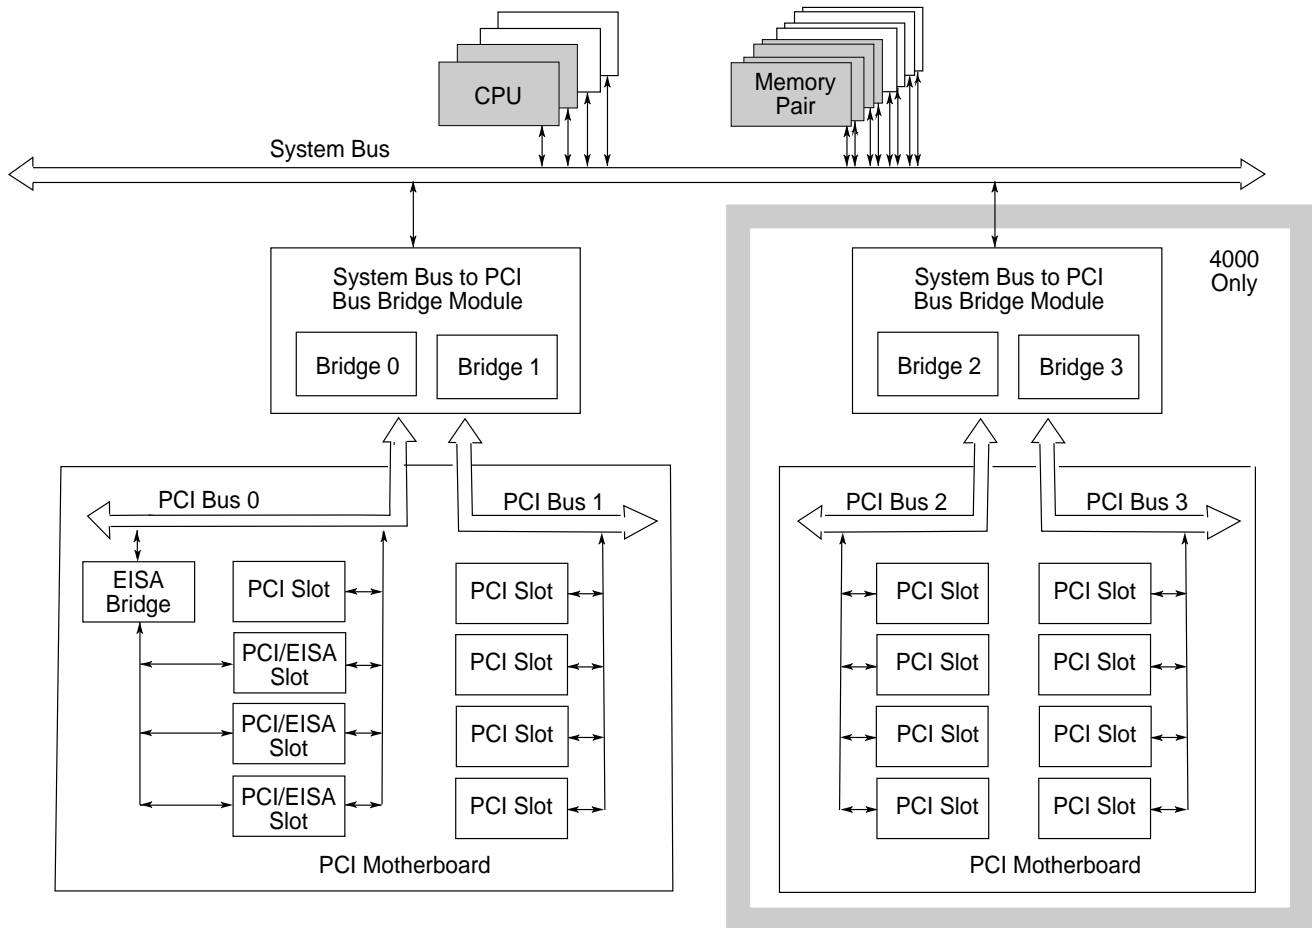 CPU
Memory
Pair
System Bus
System Bus to PCI
Bus Bridge Module
Bridge 0
Bridge 1
System Bus to PCI
Bus Bridge Module
Bridge 2
Bridge 3
4000
Only
PCI Bus 0
PCI Bus 1
EISA
Bridge
PCI Slot
PCI/EISA
Slot
PCI/EISA
Slot
PCI/EISA
Slot
PCI Slot
PCI Slot
PCI Slot
PCI Slot
PCI Motherboard
PCI Bus 2
PCI Bus 3
PCI Slot
PCI Slot
PCI Slot
PCI Slot
PCI Slot
PCI Slot
PCI Slot
PCI Slot
PCI Motherboard